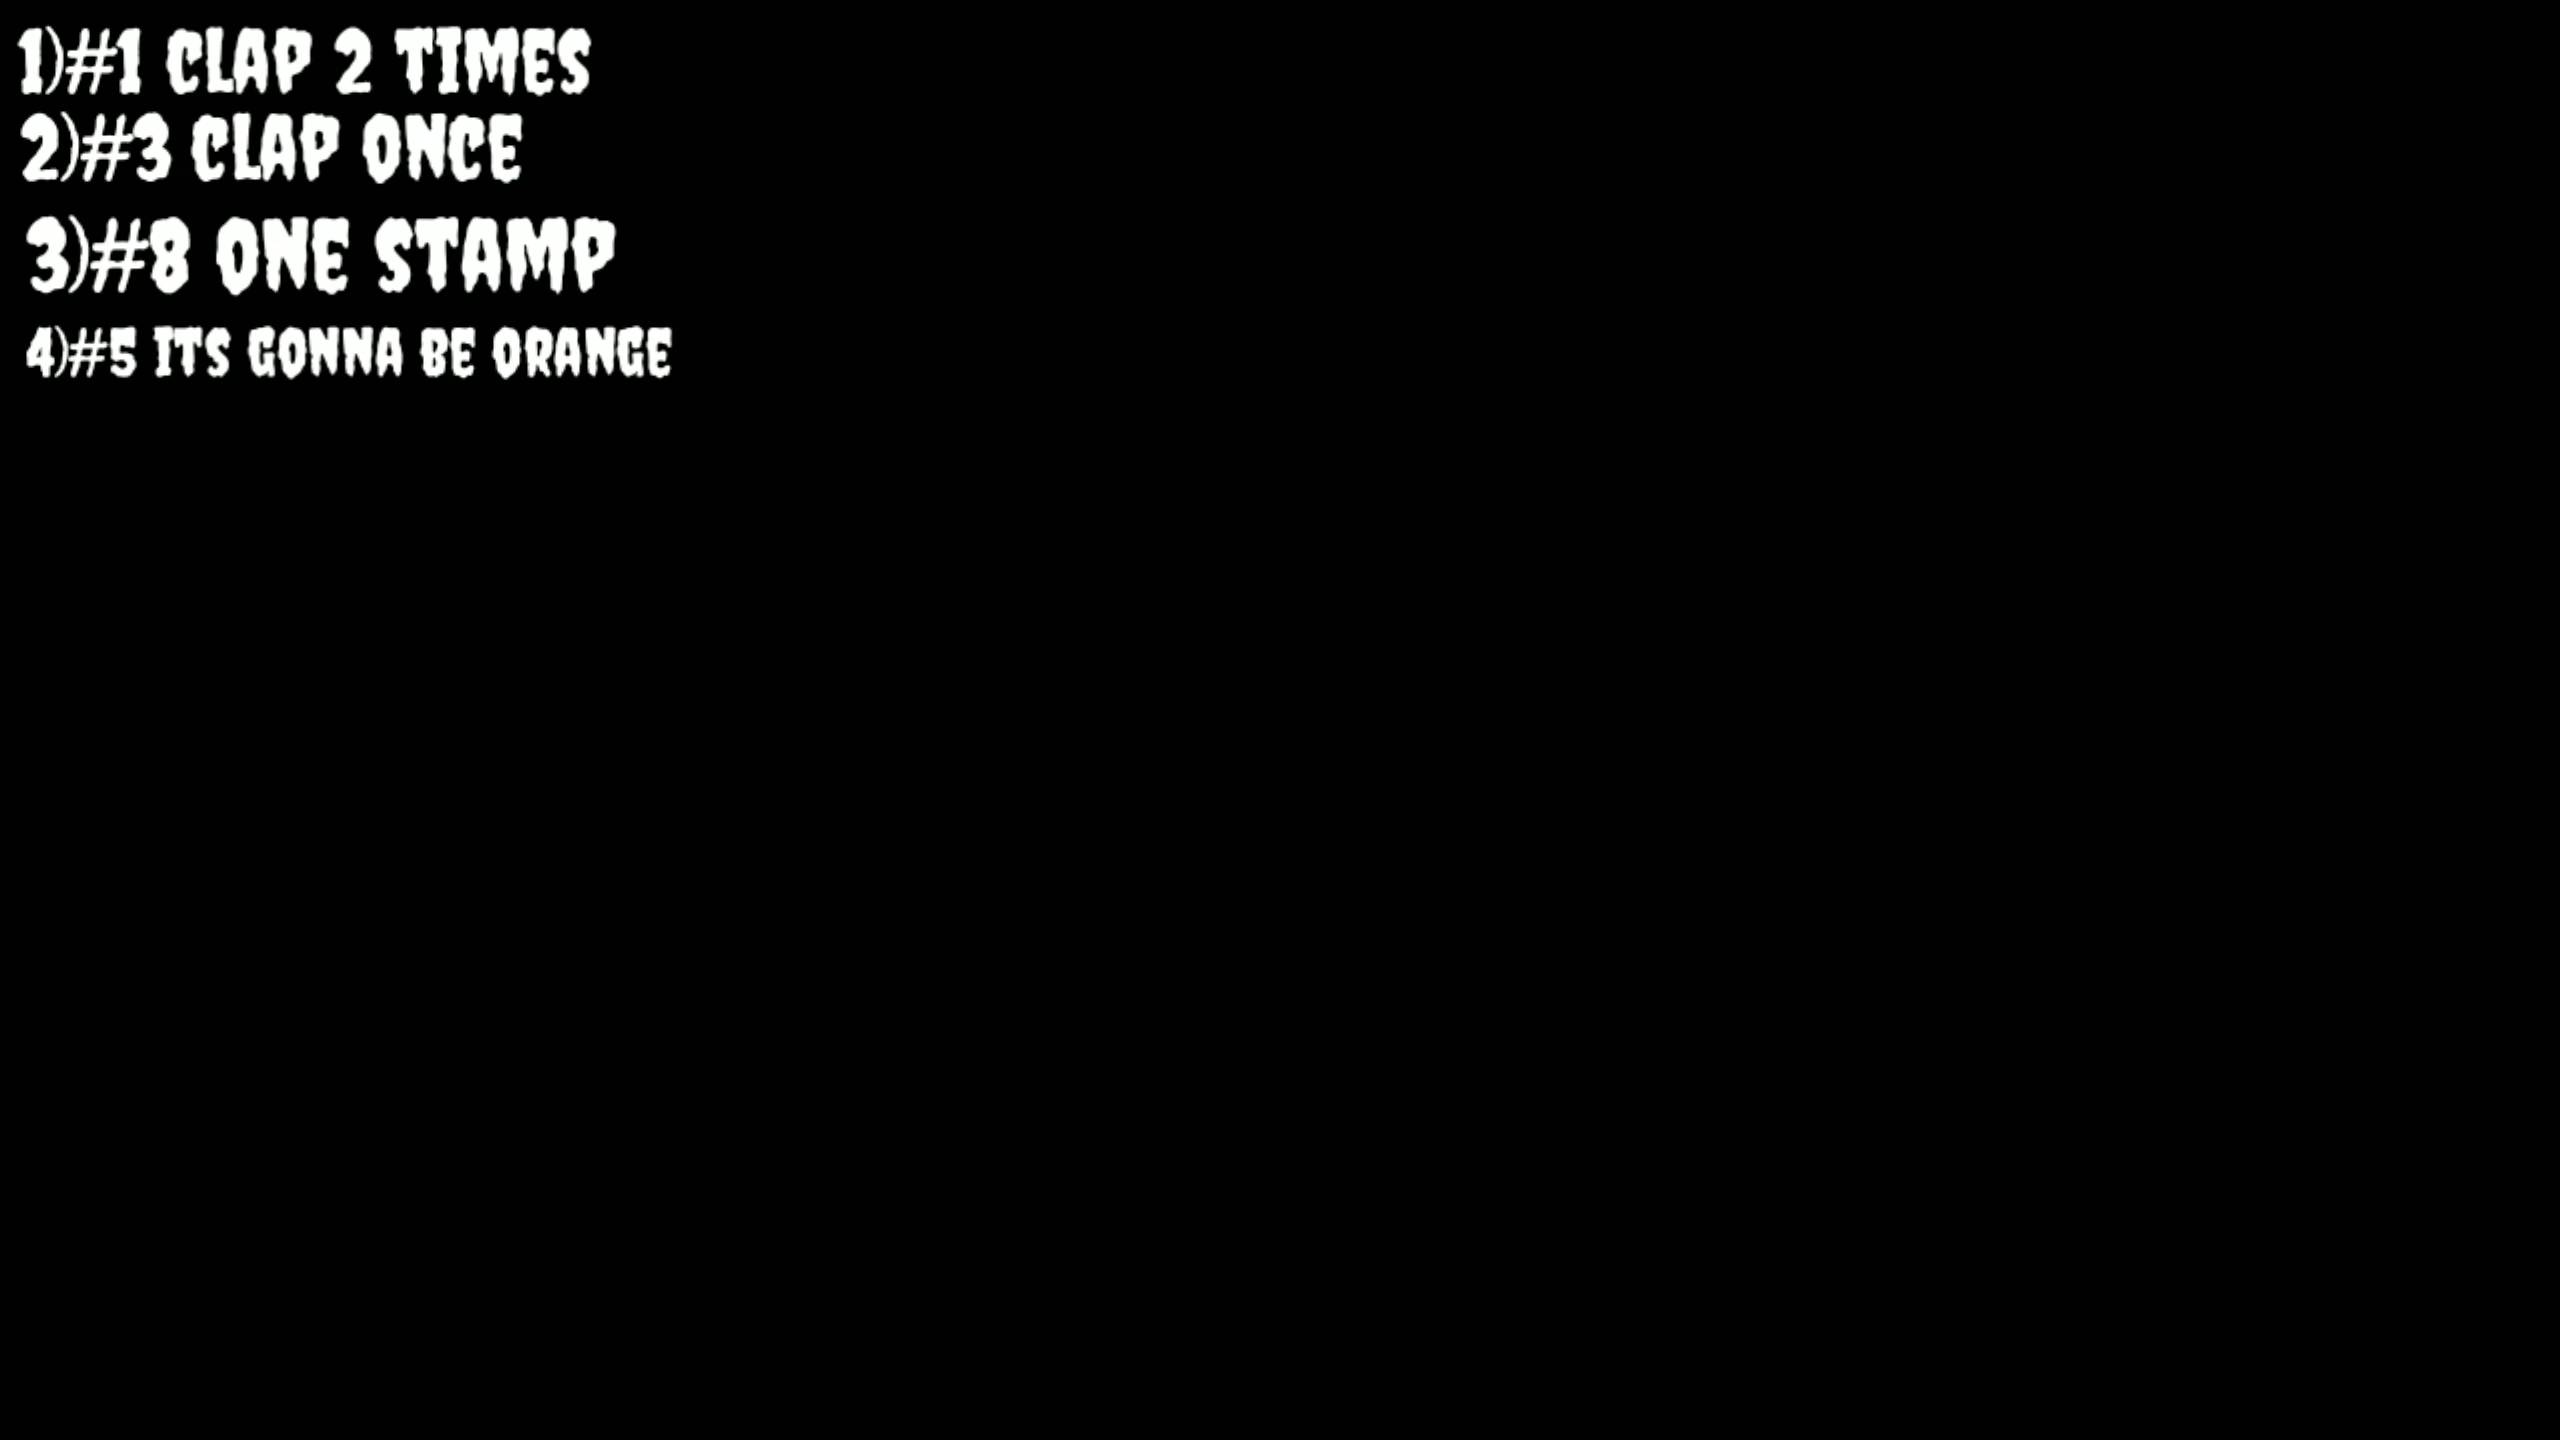 1)#1 CLAP 2 TIMES
2)#3 CLAP ONCE
3)#8 ONE STAMP
4)#5 ITS GONNA BE ORANGE